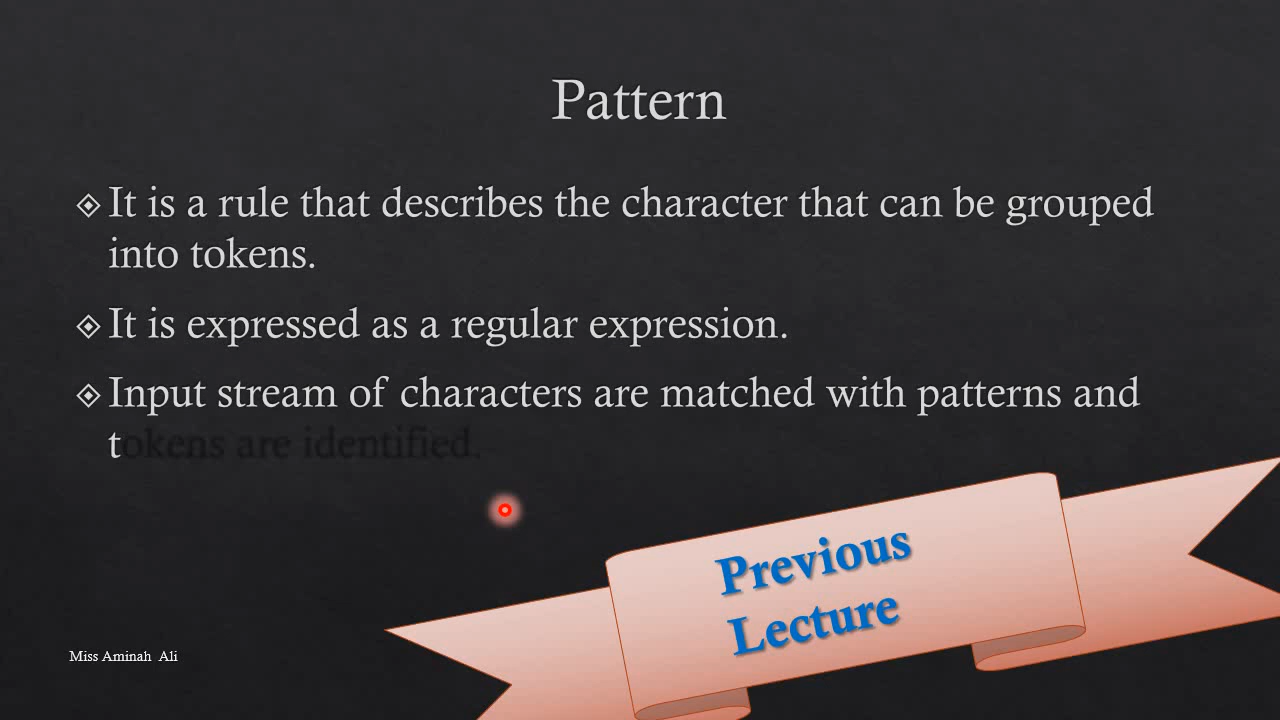 Pattern
It is a rule that describes the character that can be grouped
into tokens.
It is expressed as a regular expression.
Input stream of characters are matched with patterns and
tokens are identified.
Previous
Lecture
Miss Aminah Ali